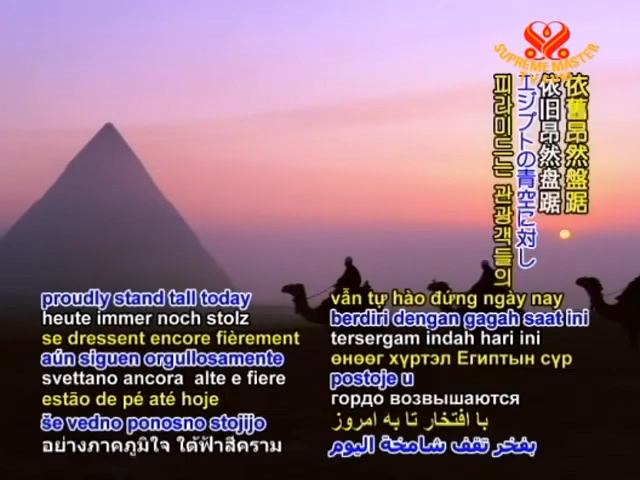 SUPREME MASTER
依舊昂然盤踞
依旧昂然盘踞
エジプトの青空に対し
피라미드는 관광객들의
proudly stand tall today
heute immer noch stolz
se dressent encore fièrement
aún siguen orgullosamente
svettano ancora alte e fiere
estão de pé até hoje
še vedno ponosno stojijo
อย่างภาคภูมิใจ ใต้ฟ้าสีคราม
vẫn tự hào đứng ngày nay
berdiri dengan gagah saat ini
tersergam indah hari ini
өнөөг хүртэл Египтын сүр
postoje u
гордо возвышаются
با افتخار تا به امروز
بفخر تقف شامخة اليوم